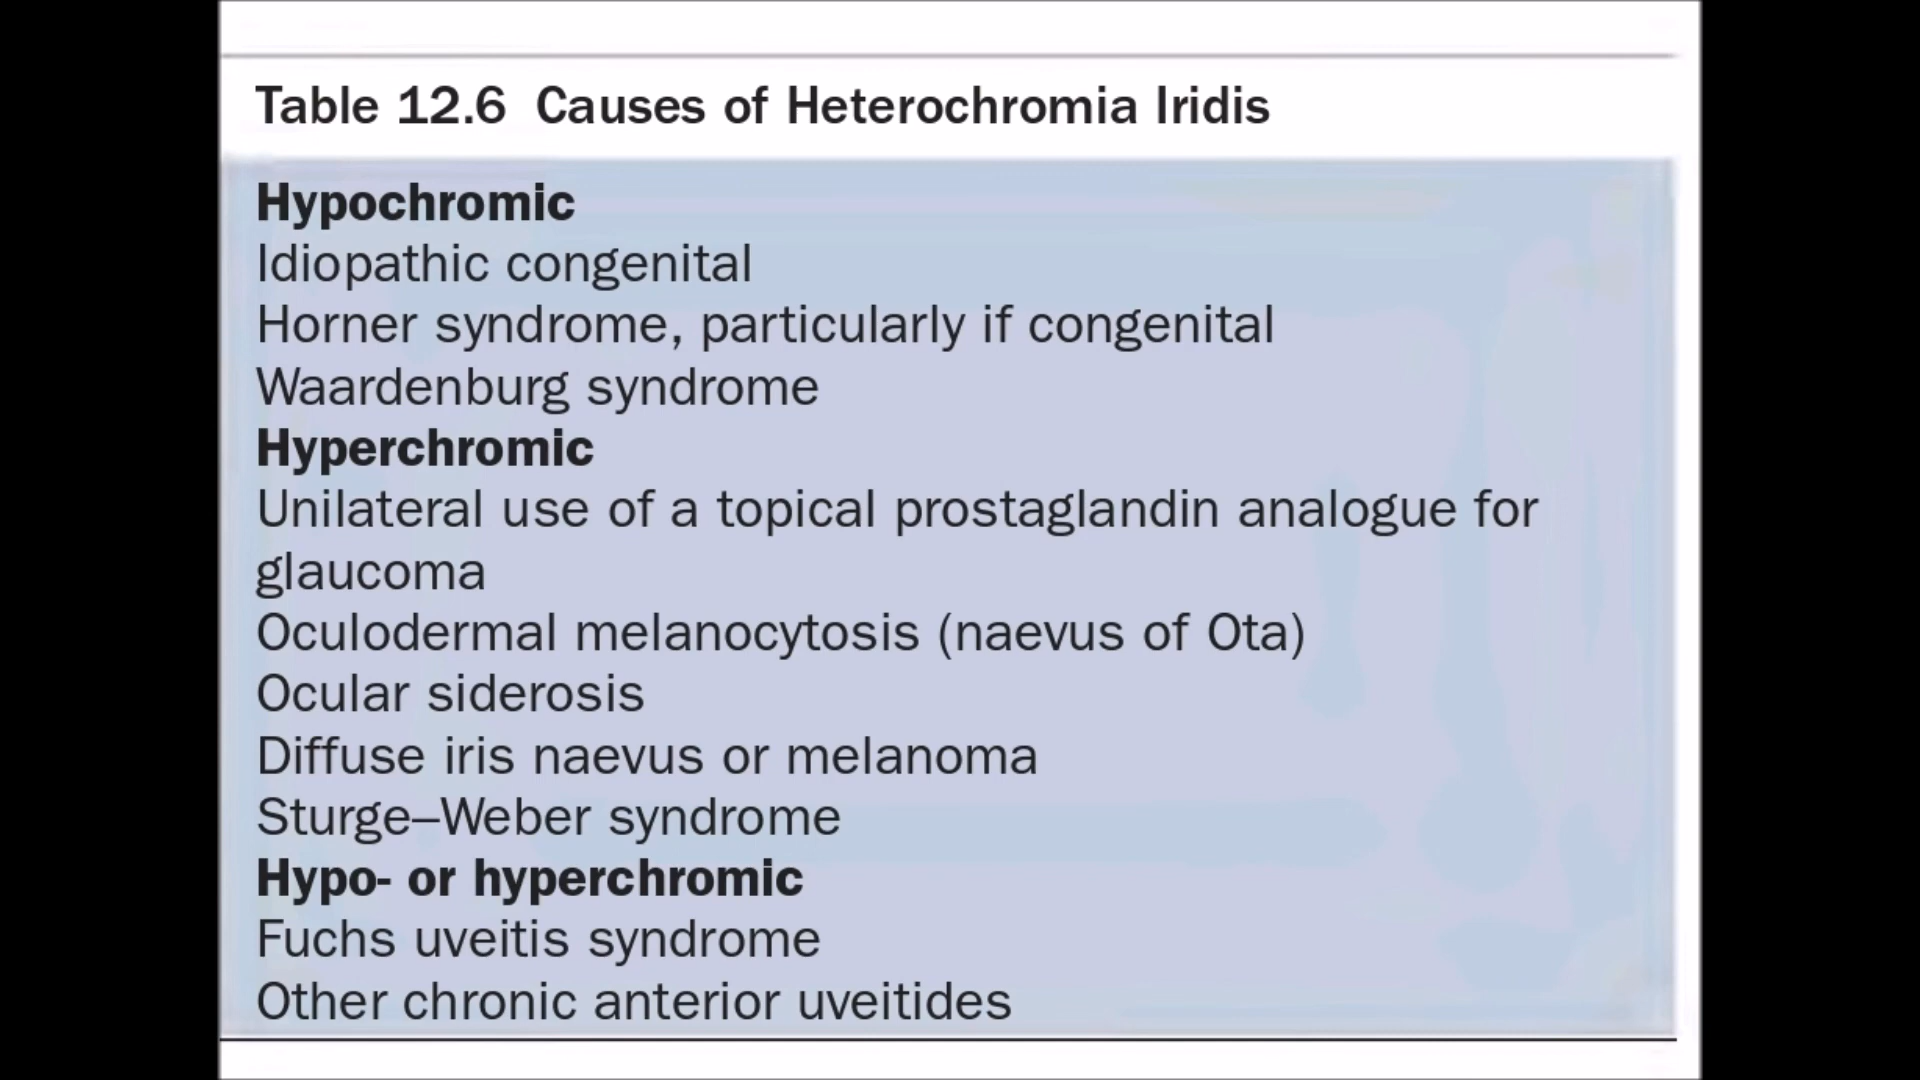 Table 12.6 Causes of Heterochromia Iridis
Hypochromic
Idiopathic congenital
Horner syndrome, particularly if congenital
Waardenburg syndrome
Hyperchromic
Unilateral use of a topical prostaglandin analogue for
glaucoma
Oculodermal melanocytosis (naevus of Ota)
Ocular siderosis
Diffuse iris naevus or melanoma
Sturge–Weber syndrome
Hypo- or hyperchromic
Fuchs uveitis syndrome
Other chronic anterior uveitides